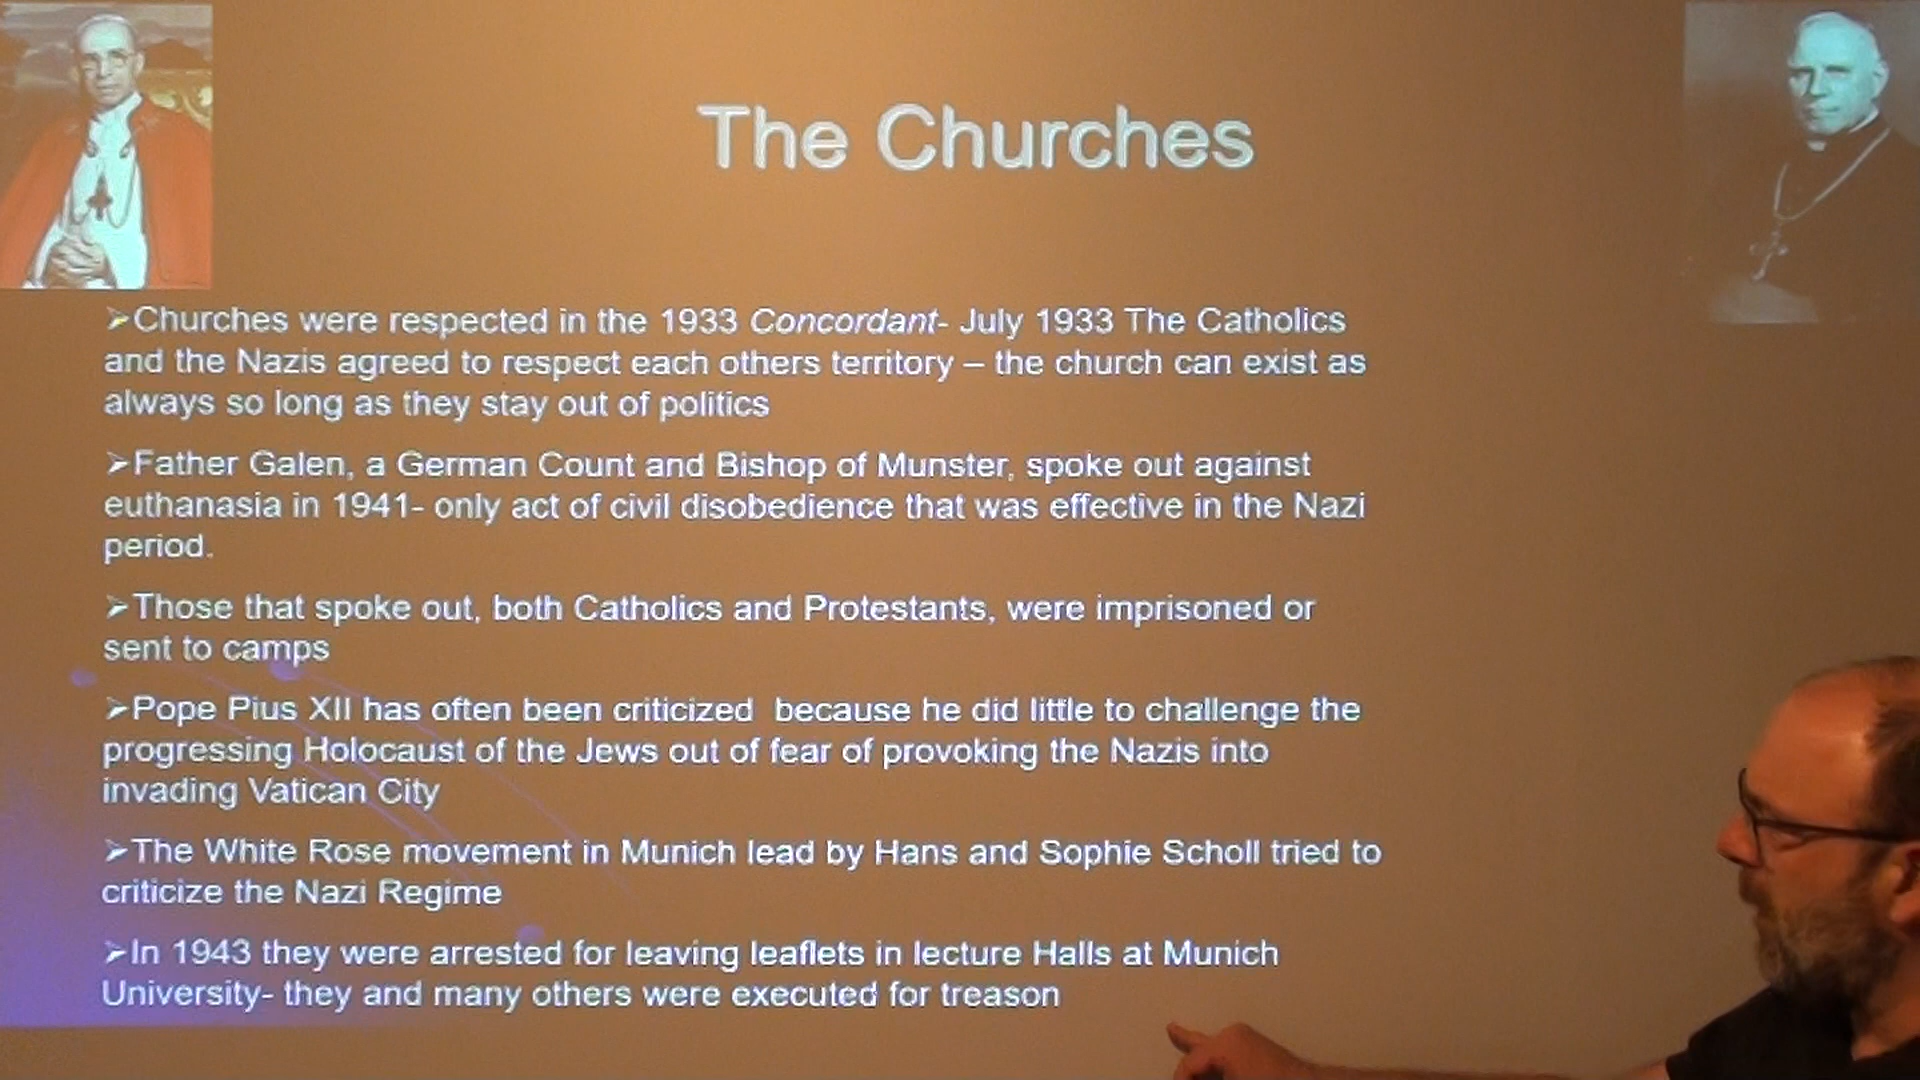 The Churches
➢Churches were respected in the 1933 Concordant- July 1933 The Catholics
and the Nazis agreed to respect each others territory – the church can exist as
always so long as they stay out of politics
➢Father Galen, a German Count and Bishop of Munster, spoke out against
euthanasia in 1941- only act of civil disobedience that was effective in the Nazi
period.
➢Those that spoke out, both Catholics and Protestants, were imprisoned or
sent to camps
➢Pope Pius XII has often been criticized  because he did little to challenge the
progressing Holocaust of the Jews out of fear of provoking the Nazis into
invading Vatican City
➢The White Rose movement in Munich lead by Hans and Sophie Scholl tried to
criticize the Nazi Regime
➢In 1943 they were arrested for leaving leaflets in lecture Halls at Munich
University- they and many others were executed for treason